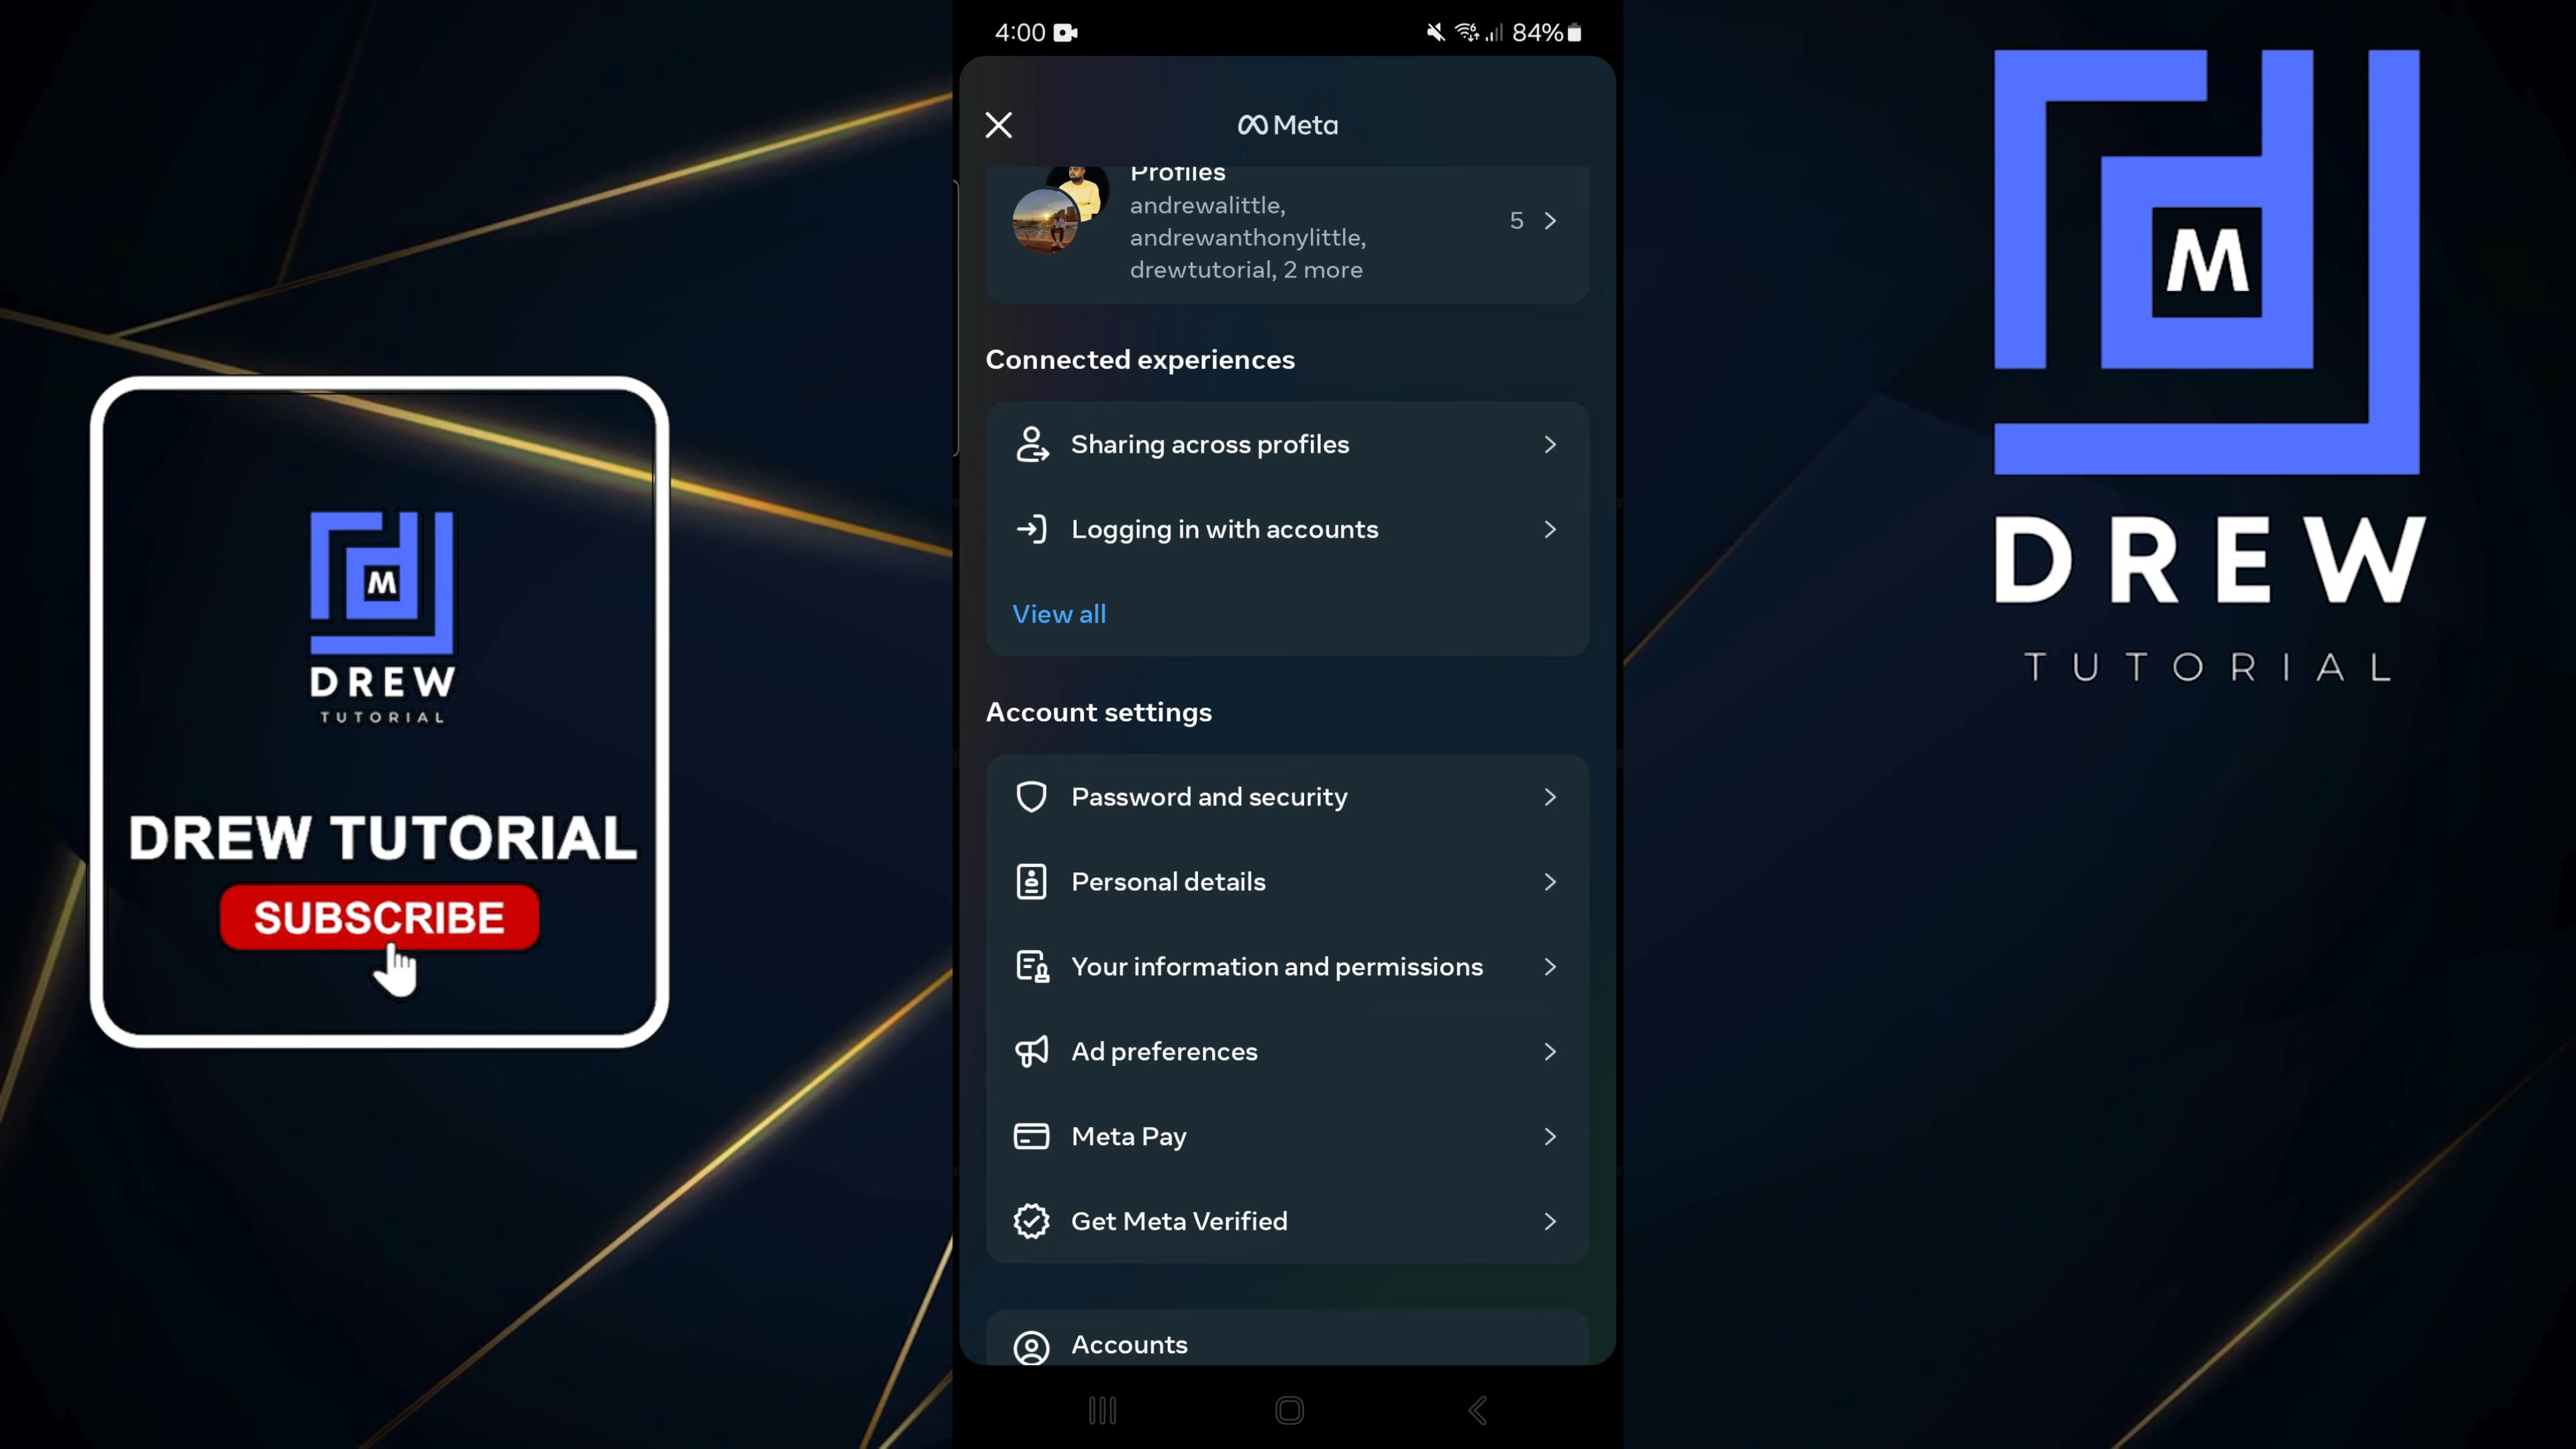 4:00
84%
Meta
Profiles
andrewalittle,
andrewanthonylittle,
drewtutorial, 2 more
5
Connected experiences
Sharing across profiles
Logging in with accounts
View all
Account settings
Password and security
Personal details
Your information and permissions
Ad preferences
Meta Pay
Get Meta Verified
Accounts
M
DREW
TUTORIAL
DREW TUTORIAL
SUBSCRIBE
M
DREW
TUTORIAL